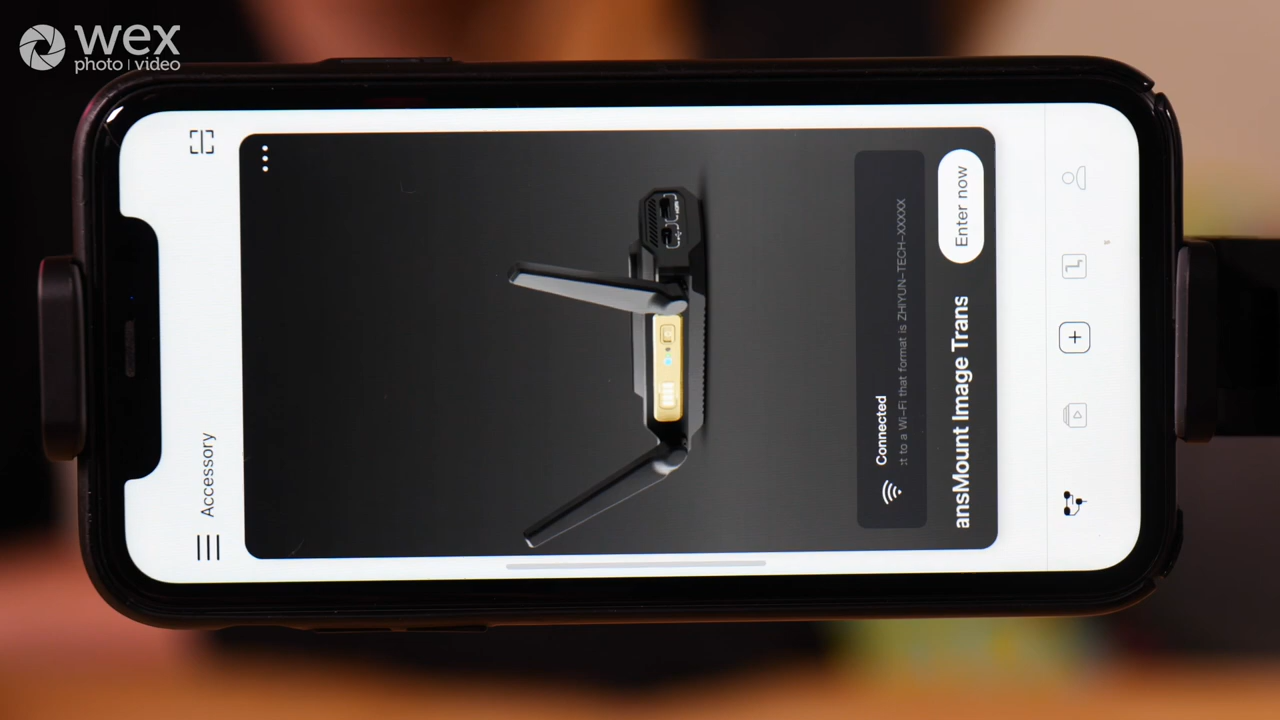 wex
photo | video
Accessory
Connected
:t to a Wi-Fi that format is ZHIYUN-TECH-XXXXX
ansMount Image Trans
Enter now